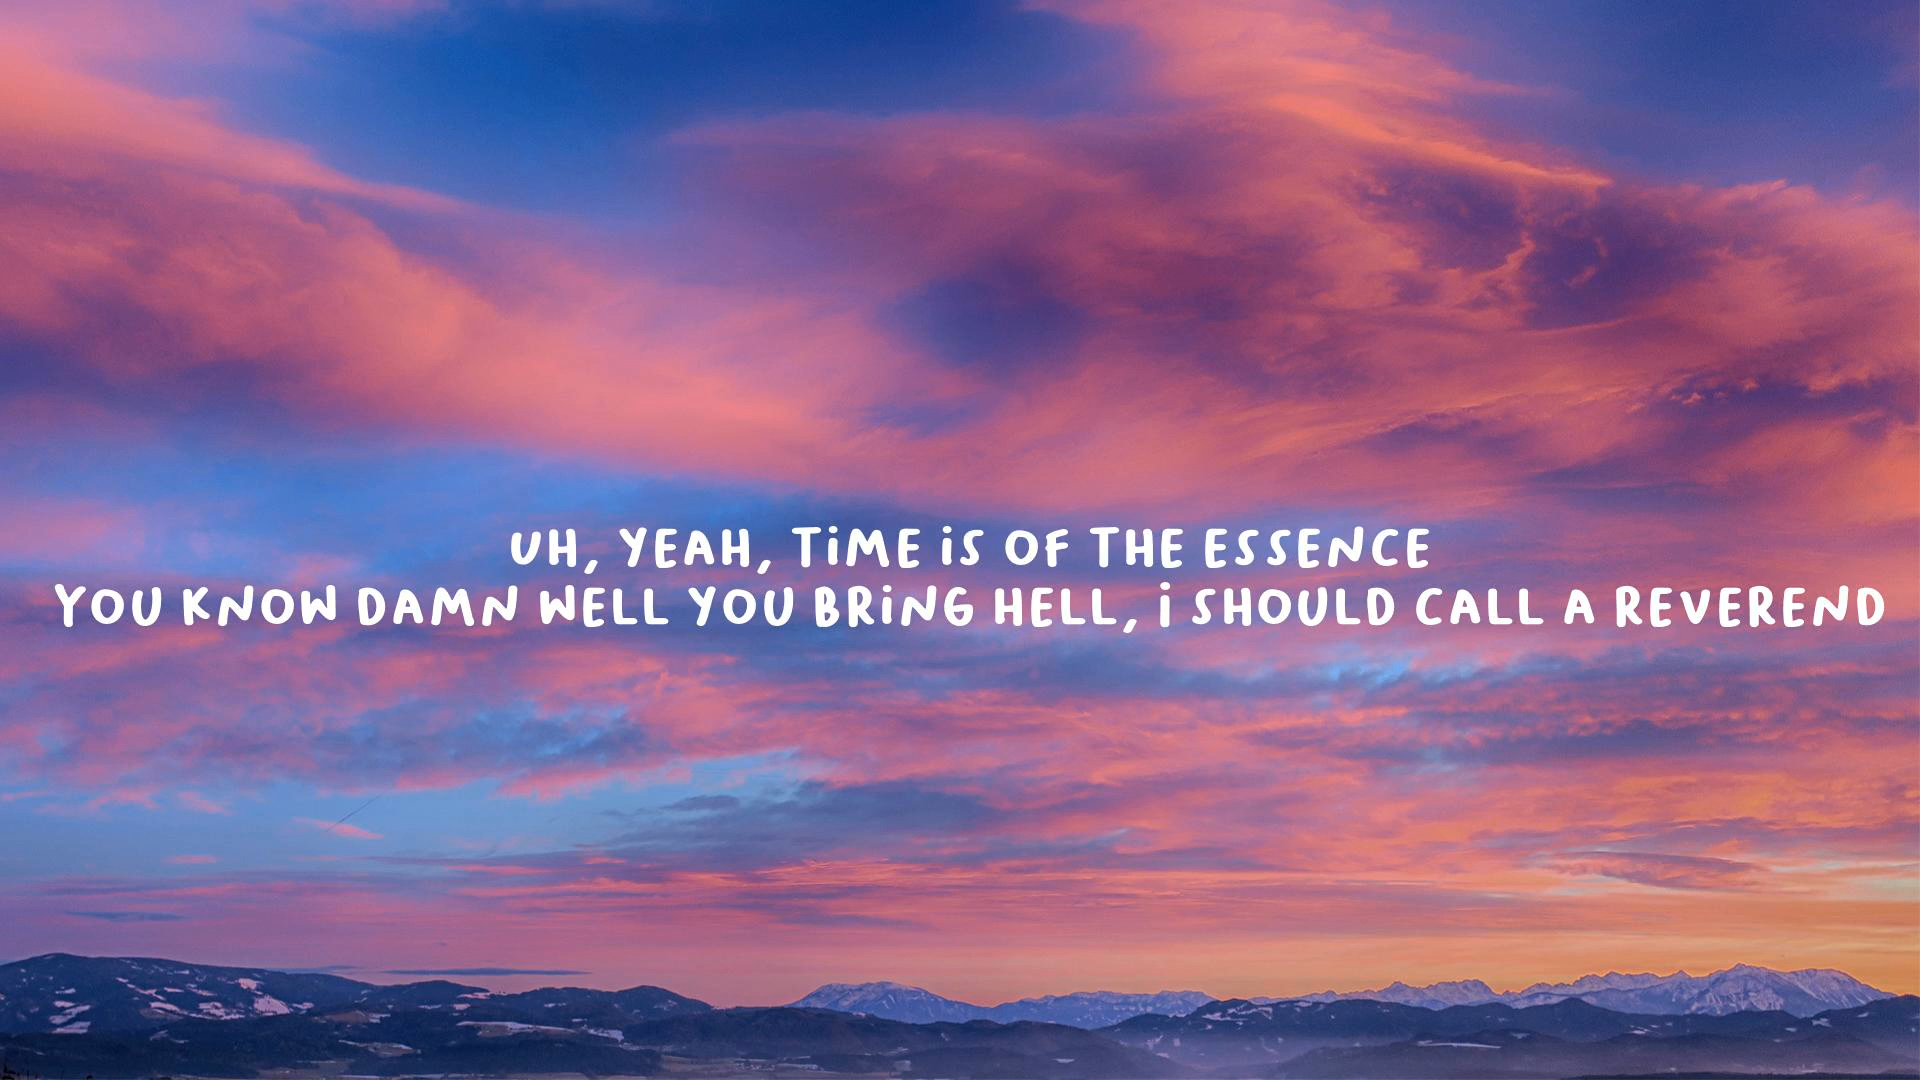 UH, YEAH, TiME iS OF THE ESSENCE
YOU KNOW DAMN WELL YOU BRiNG HELL, i SHOULD CALL A REVEREND